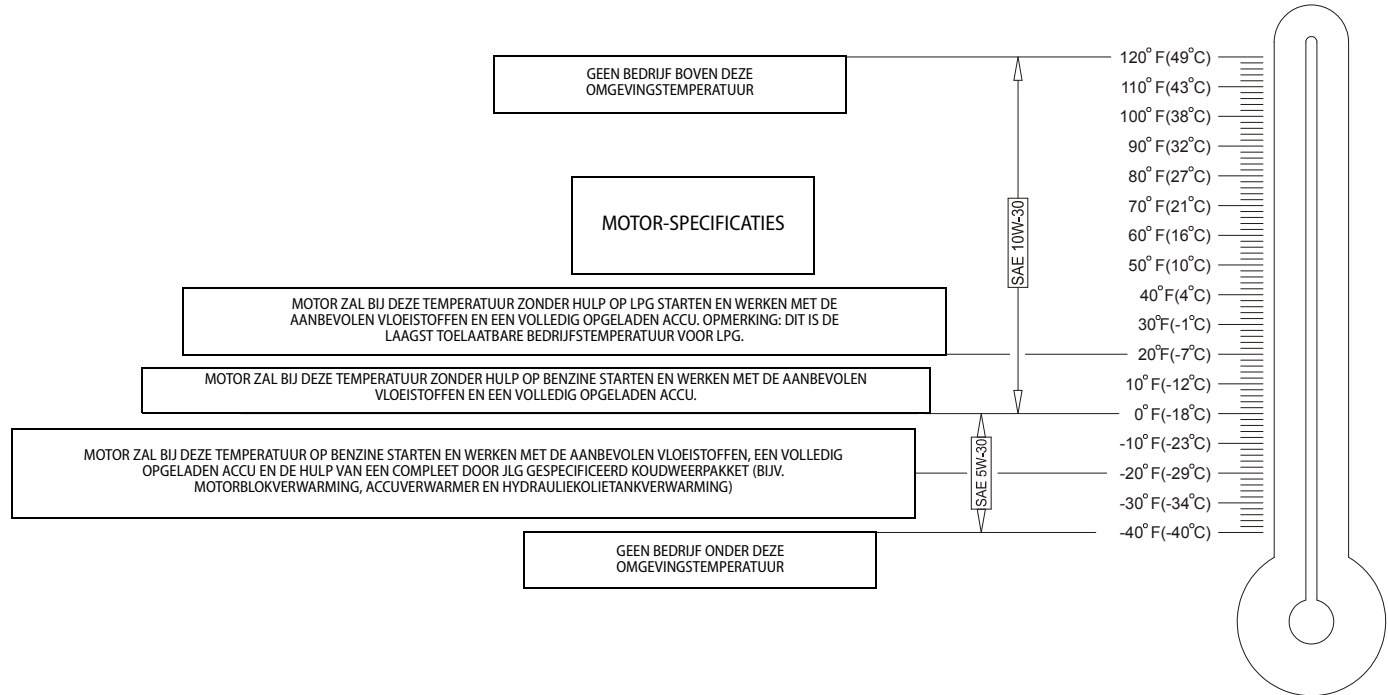 GEEN BEDRIJF BOVEN DEZE
OMGEVINGSTEMPERATUUR
MOTOR-SPECIFICATIES
MOTOR ZAL BIJ DEZE TEMPERATUUR ZONDER HULP OP LPG STARTEN EN WERKEN MET DE
AANBEVOLEN VLOEISTOFFEN EN EEN VOLLEDIG OPGELADEN ACCU. OPMERKING: DIT IS DE
LAAGST TOELAATBARE BEDRIJFSTEMPERATUUR VOOR LPG.
MOTOR ZAL BIJ DEZE TEMPERATUUR ZONDER HULP OP BENZINE STARTEN EN WERKEN MET DE AANBEVOLEN
VLOEISTOFFEN EN EEN VOLLEDIG OPGELADEN ACCU.
MOTOR ZAL BIJ DEZE TEMPERATUUR OP BENZINE STARTEN EN WERKEN MET DE AANBEVOLEN VLOEISTOFFEN, EEN VOLLEDIG
OPGELADEN ACCU EN DE HULP VAN EEN COMPLEET DOOR JLG GESPECIFICEERD KOUDWEERPAKKET (BIJV.
MOTORBLOKVERWARMING, ACCUVERWARMER EN HYDRAULIEKOLIETANKVERWARMING)
GEEN BEDRIJF ONDER DEZE
OMGEVINGSTEMPERATUUR
SAE 10W-30
SAE 5W-30
120° F(49°C)
110° F(43°C)
100° F(38°C)
90° F(32°C)
80° F(27°C)
70° F(21°C)
60° F(16°C)
50° F(10°C)
40° F(4°C)
30°F(-1°C)
20°F(-7°C)
10° F(-12°C)
0° F(-18°C)
-10° F(-23°C)
-20° F(-29°C)
-30° F(-34°C)
-40° F(-40°C)